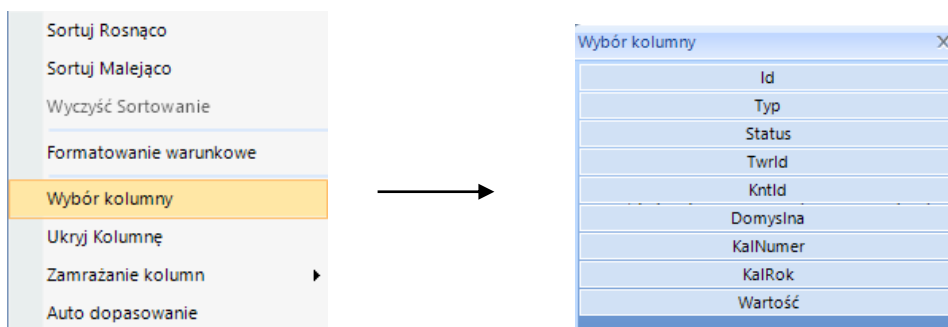 Sortuj Rosnąco
Sortuj Malejąco
Wyczyść Sortowanie
Formatowanie warunkowe
Wybór kolumny
Ukryj Kolumnę
Zamrażanie kolumn
Auto dopasowanie
Wybór kolumny
Id
Typ
Status
TwrId
KntId
Domyslna
KalNumer
KalRok
Wartość